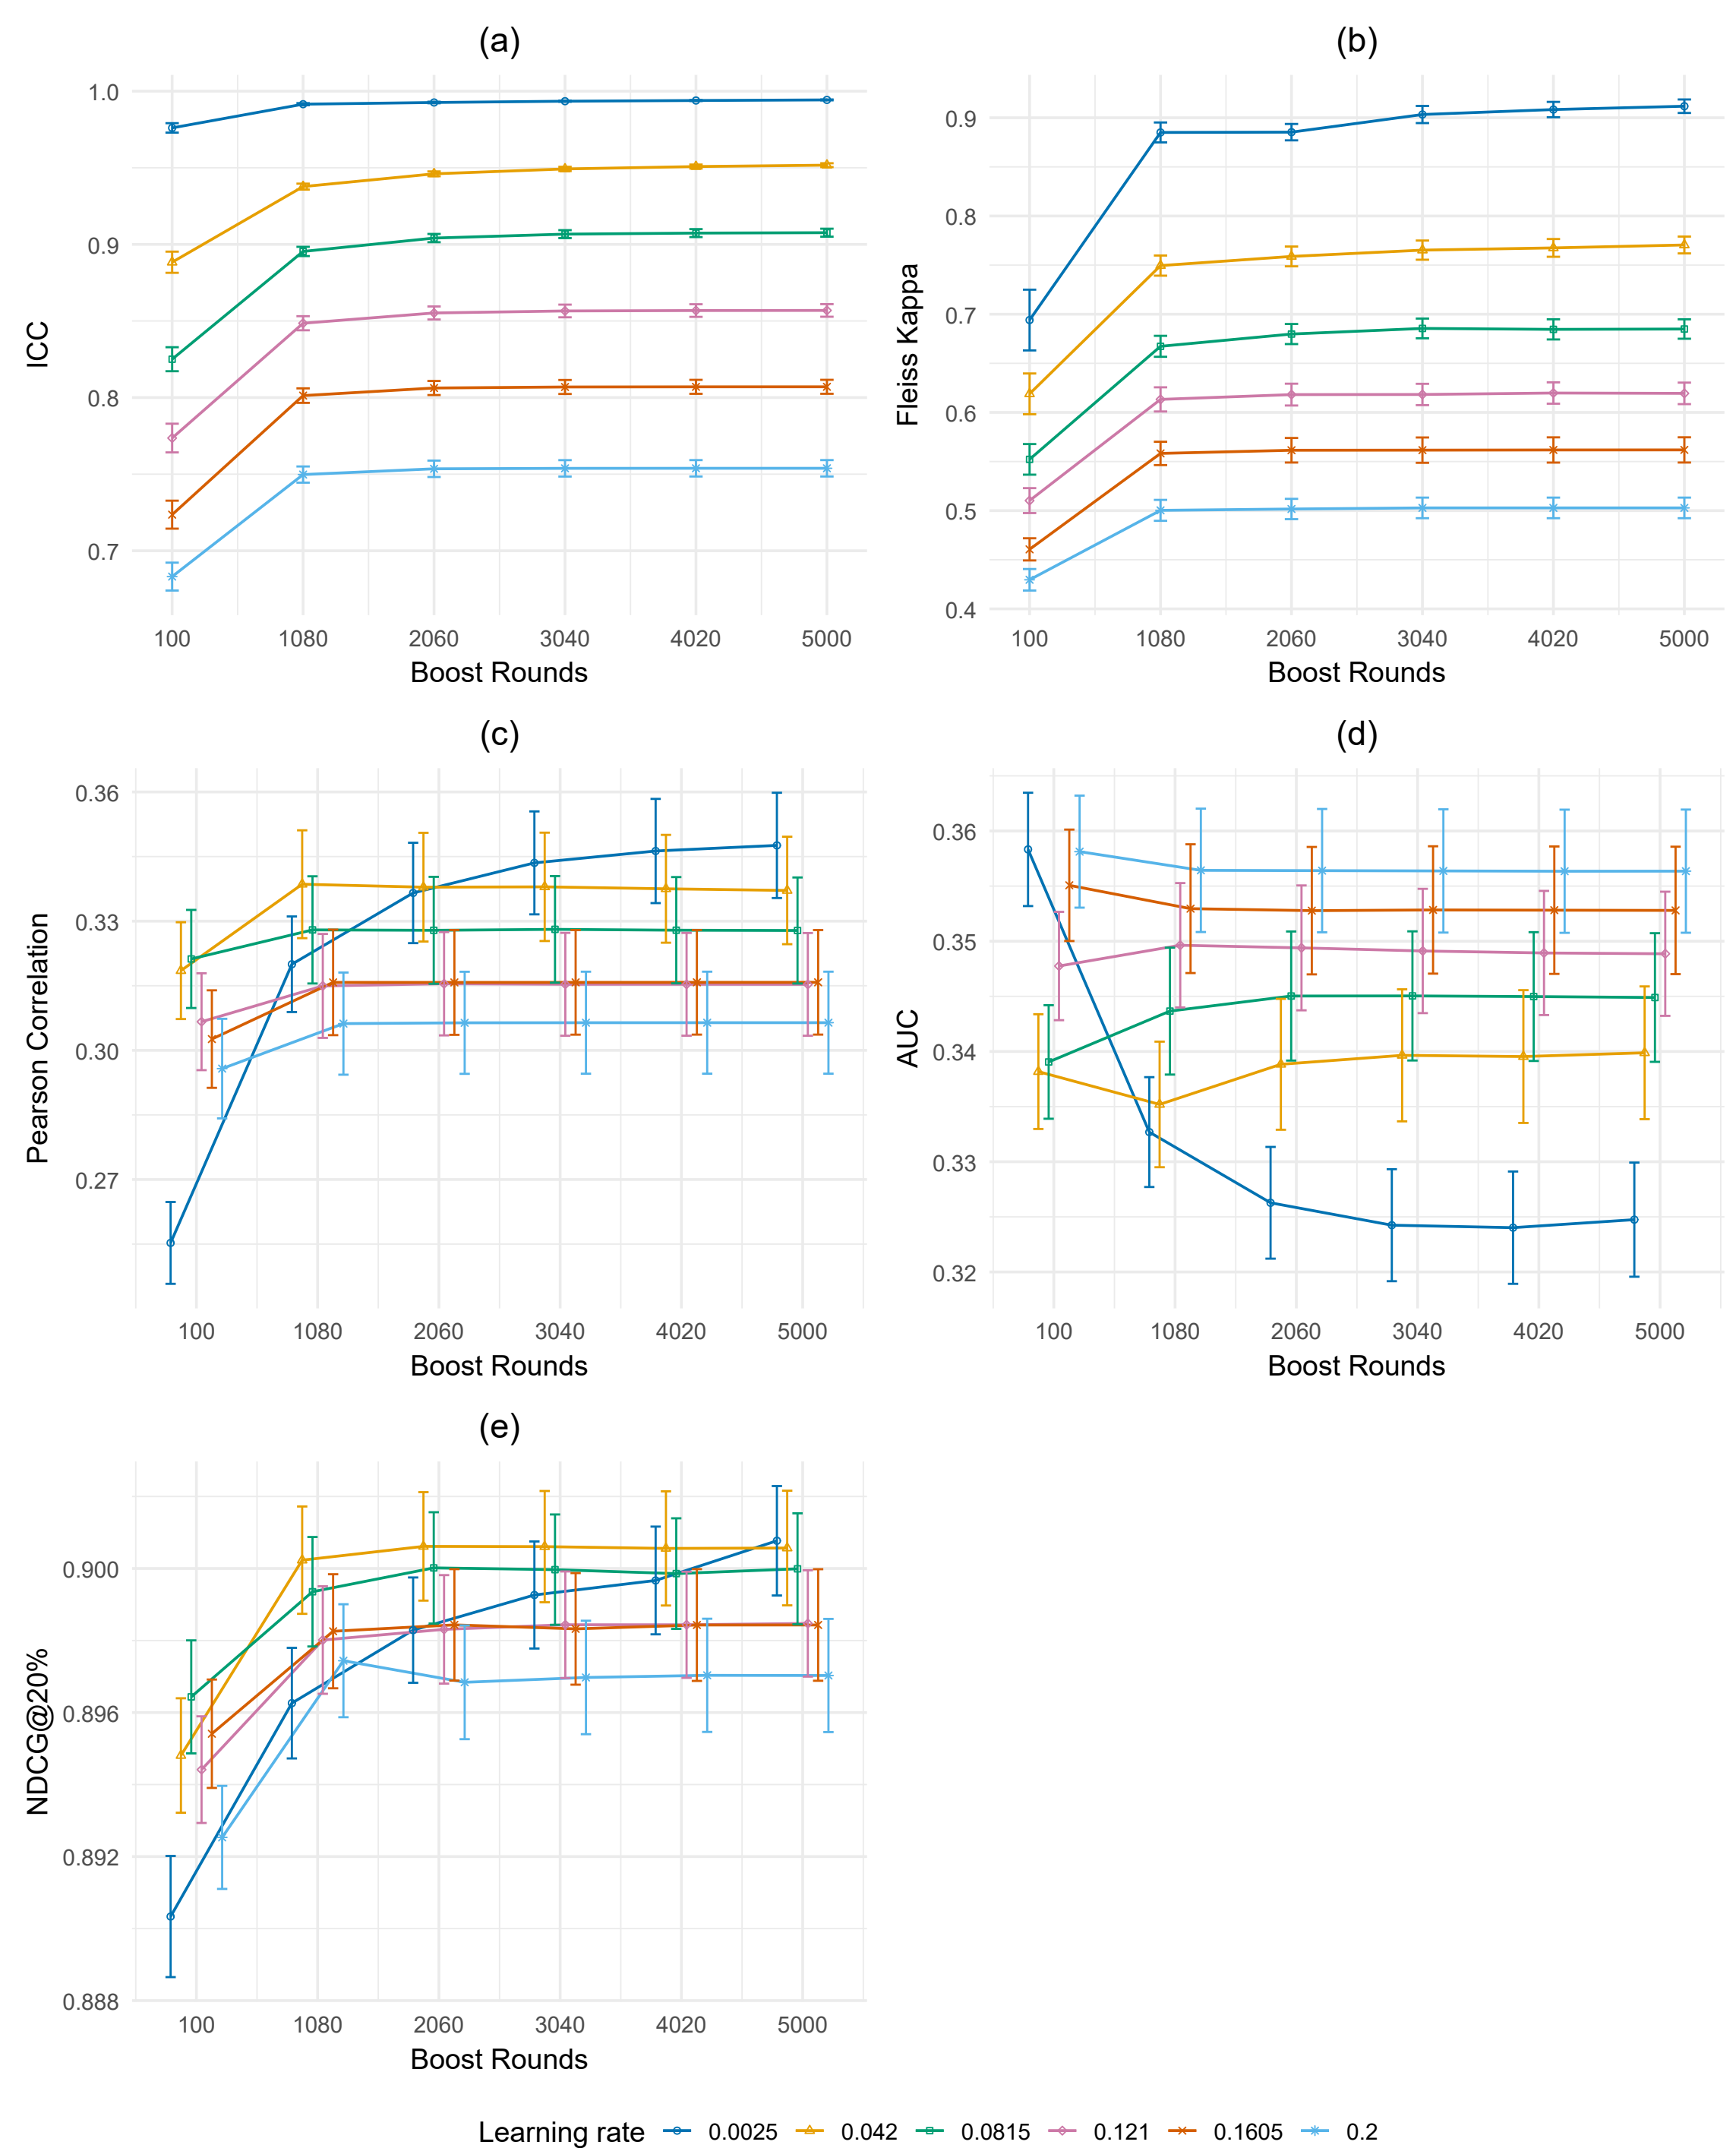 (a)
ICC
1.0
0.9
0.8
0.7
100 1080 2060 3040 4020 5000
Boost Rounds
(b)
Fleiss Kappa
0.9
0.8
0.7
0.6
0.5
0.4
100 1080 2060 3040 4020 5000
Boost Rounds
(c)
Pearson Correlation
0.36
0.33
0.30
0.27
100 1080 2060 3040 4020 5000
Boost Rounds
(d)
AUC
0.36
0.35
0.34
0.33
0.32
100 1080 2060 3040 4020 5000
Boost Rounds
(e)
NDCG@20%
0.900
0.896
0.892
0.888
100 1080 2060 3040 4020 5000
Boost Rounds
Learning rate 0.0025 0.042 0.0815 0.121 0.1605 0.2